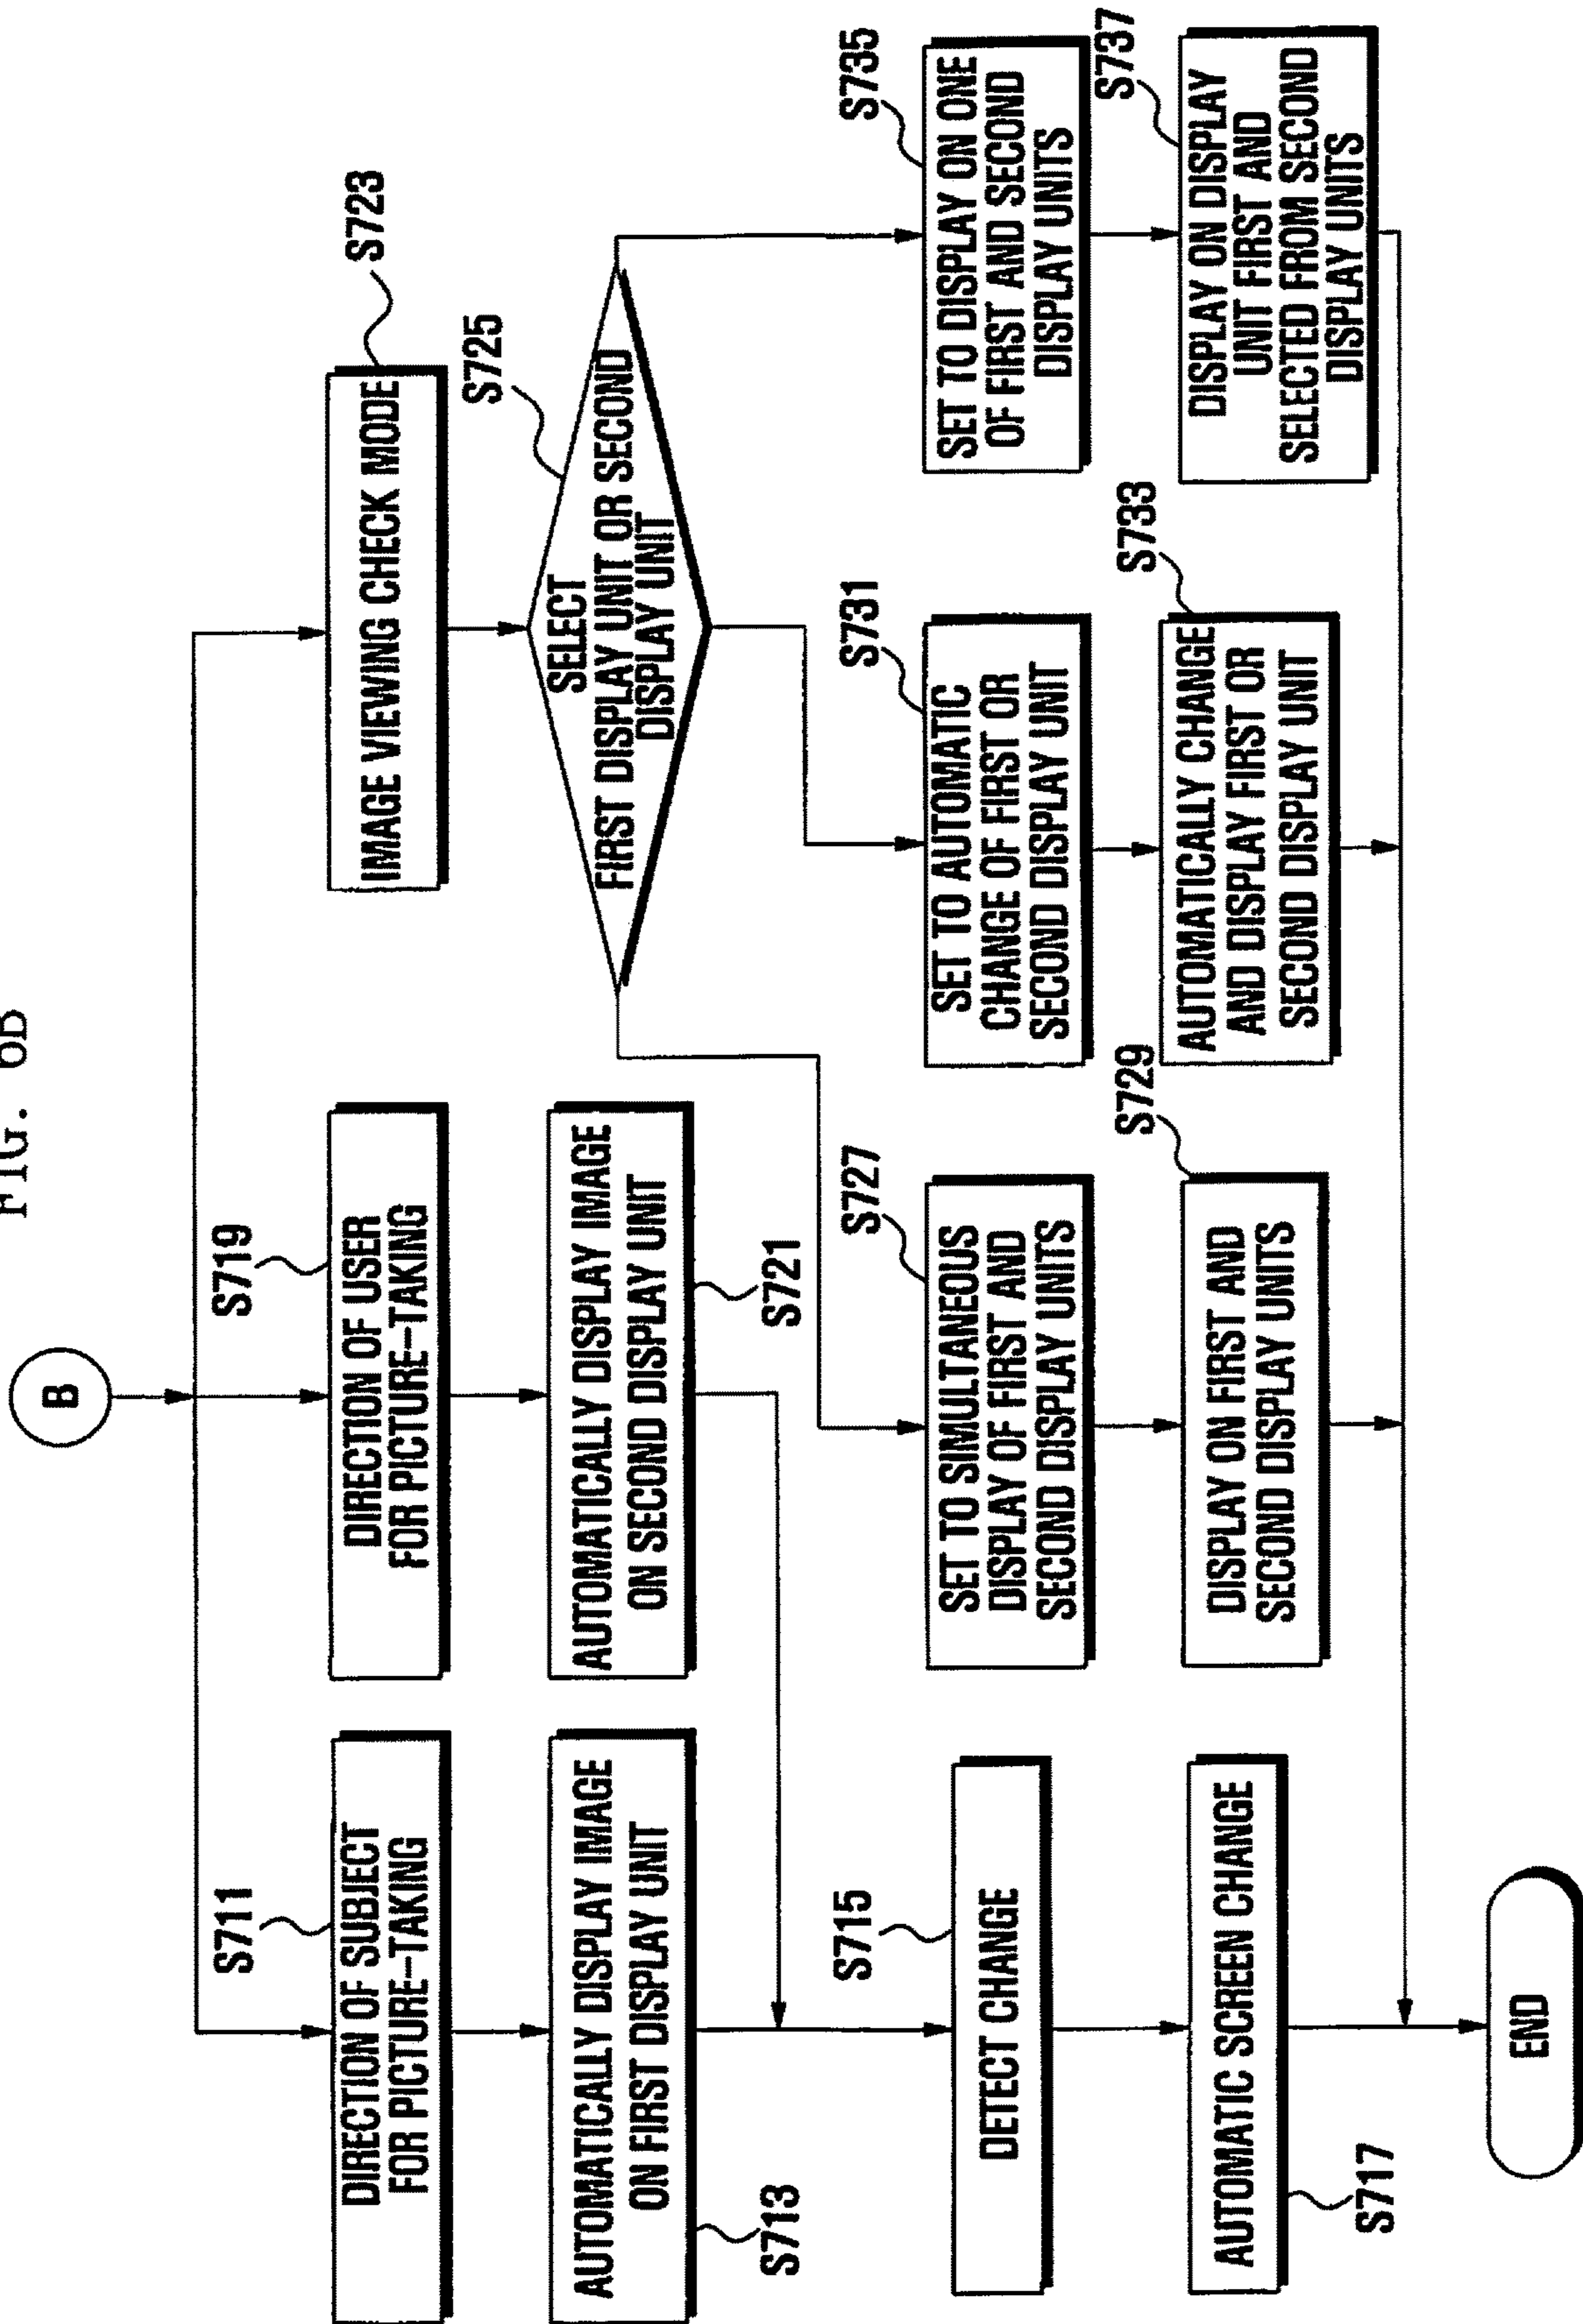 FIG. 6B
B
S711
DIRECTION OF SUBJECT
FOR PICTURE-TAKING
S719
DIRECTION OF USER
FOR PICTURE-TAKING
S723
IMAGE VIEWING CHECK MODE
AUTOMATICALLY DISPLAY IMAGE
ON FIRST DISPLAY UNIT
S713
AUTOMATICALLY DISPLAY IMAGE
ON SECOND DISPLAY UNIT
S721
S725
SELECT
FIRST DISPLAY UNIT OR SECOND
DISPLAY UNIT
S715
DETECT CHANGE
S727
SET TO SIMULTANEOUS
DISPLAY OF FIRST AND
SECOND DISPLAY UNITS
S731
SET TO AUTOMATIC
CHANGE OF FIRST OR
SECOND DISPLAY UNIT
S735
SET TO DISPLAY ON ONE
OF FIRST AND SECOND
DISPLAY UNITS
AUTOMATIC SCREEN CHANGE
S717
S729
DISPLAY ON FIRST AND
SECOND DISPLAY UNITS
S733
AUTOMATICALLY CHANGE
AND DISPLAY FIRST OR
SECOND DISPLAY UNIT
S737
DISPLAY ON DISPLAY
UNIT FIRST AND
SELECTED FROM SECOND
DISPLAY UNITS
END